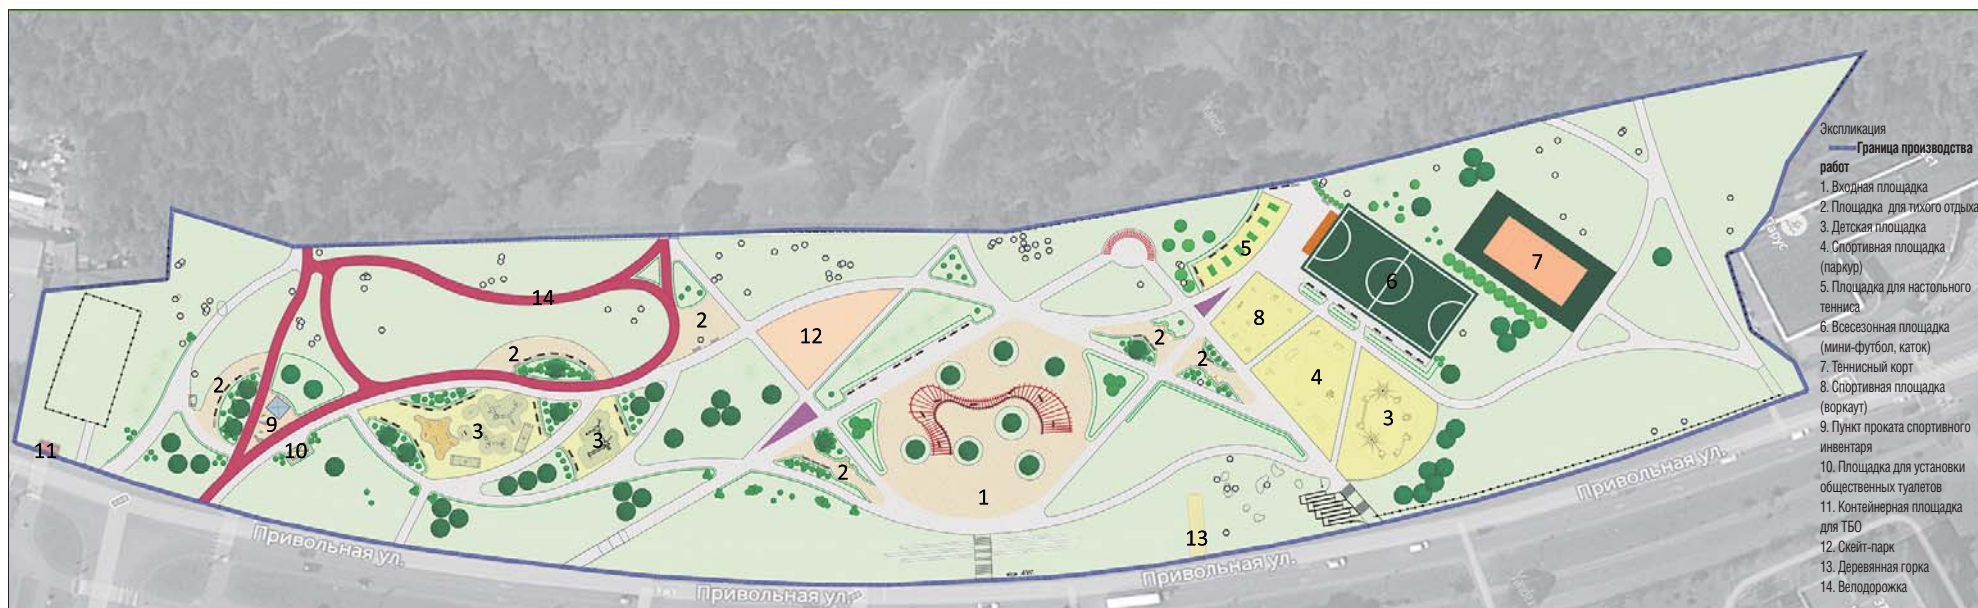 Экспликация
Граница производства
работ
1. Входная площадка
2. Площадка для тихого отдыха
3. Детская площадка
4. Спортивная площадка
(паркур)
5. Площадка для настольного
тенниса
6. Всесезонная площадка
(мини-футбол, каток)
7. Теннисный корт
8. Спортивная площадка
(воркаут)
9. Пункт проката спортивного
инвентаря
10. Площадка для установки
общественных туалетов
11. Контейнерная площадка
для ТБО
12. Скейт-парк
13. Деревянная горка
14. Велодорожка
5
7
6
14
2
8
12
2
2
2
4
2
3
9
3
3
10
11
2
1
13
Парус
Привольная ул.
Привольная ул.
Привольная ул.
Привольная ул.